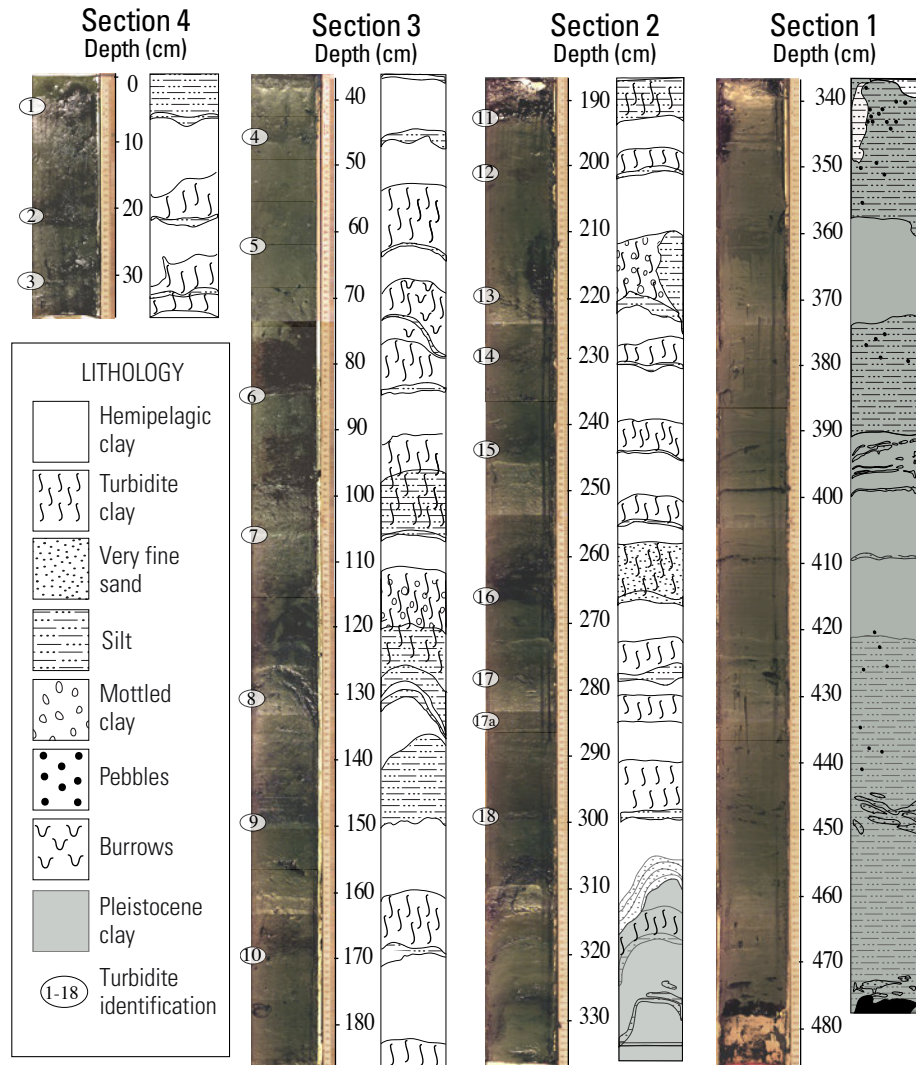 Section 4
Depth (cm)
0
1
10
2
20
3
30
Section 3
Depth (cm)
40
4
50
5
60
70
80
6
90
100
7
110
120
8
130
140
9
150
160
10
170
180
Section 2
Depth (cm)
190
11
12
200
210
13
220
14
230
240
15
250
260
16
270
17
280
17a
290
18
300
310
320
330
Section 1
Depth (cm)
340
350
360
370
380
390
400
410
420
430
440
450
460
470
480
LITHOLOGY
Hemipelagic
clay
Turbidite
clay
Very fine
sand
Silt
Mottled
clay
Pebbles
Burrows
Pleistocene
clay
1-18
Turbidite
identification